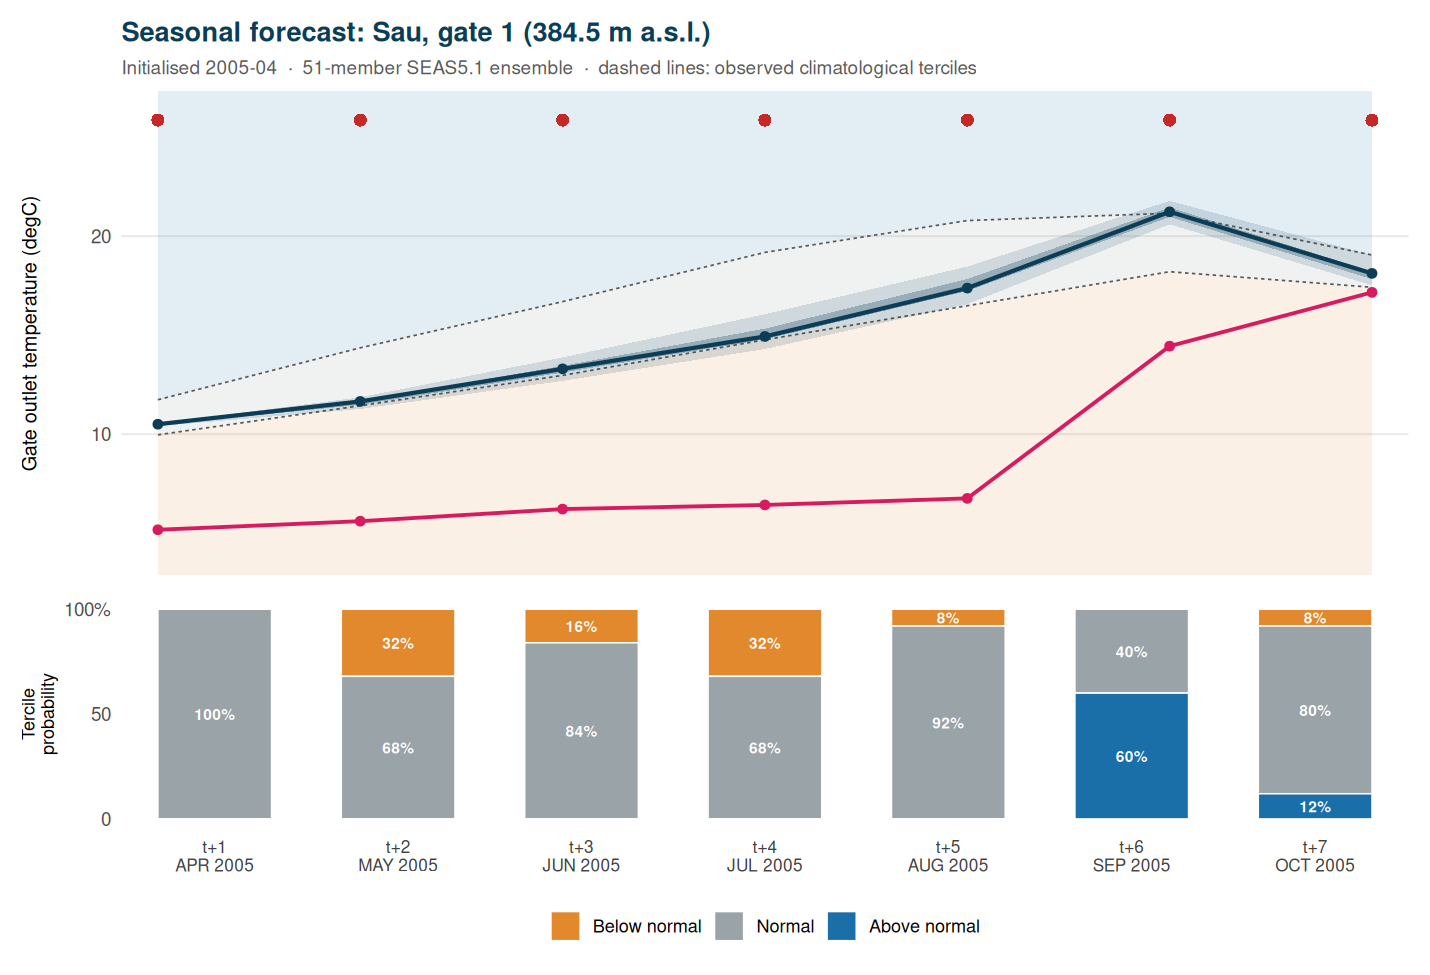 Seasonal forecast: Sau, gate 1 (384.5 m a.s.l.)
Initialised 2005-04 · 51-member SEAS5.1 ensemble · dashed lines: observed climatological terciles
Gate outlet temperature (degC)
20
10
Tercile
probability
100%
50
0
100%
32%
68%
16%
84%
32%
68%
8%
92%
40%
60%
8%
80%
12%
t+1
APR 2005
t+2
MAY 2005
t+3
JUN 2005
t+4
JUL 2005
t+5
AUG 2005
t+6
SEP 2005
t+7
OCT 2005
Below normal
Normal
Above normal